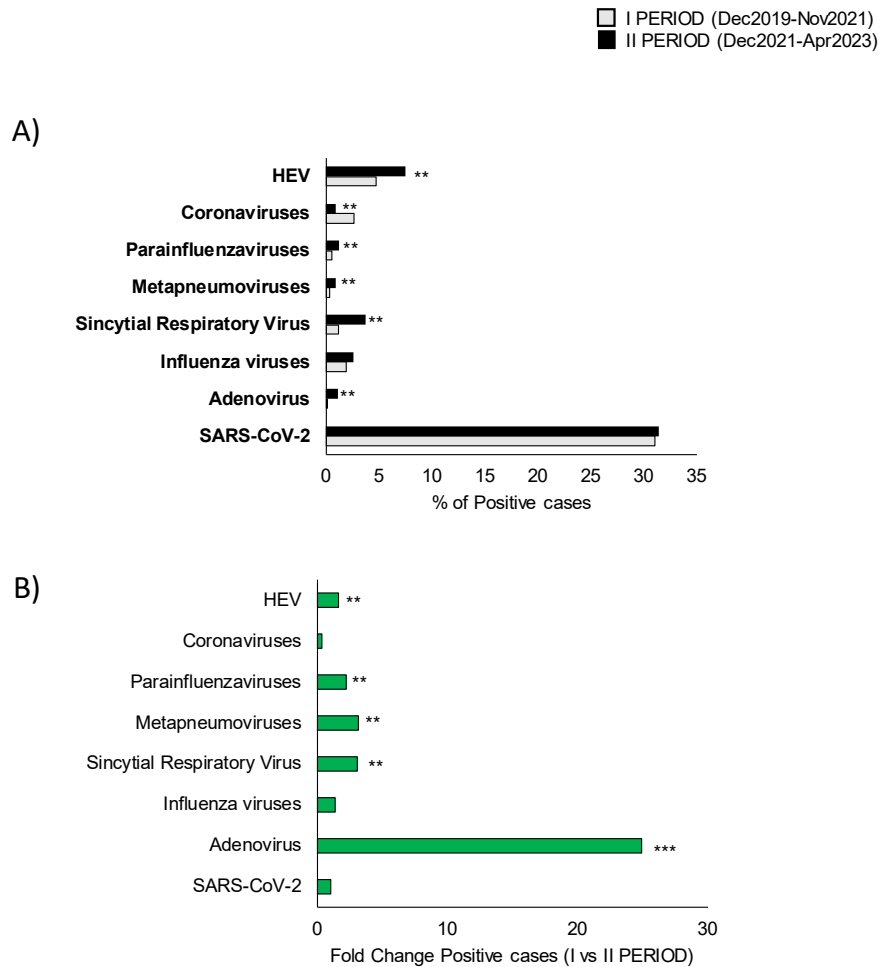 I PERIOD (Dec2019-Nov2021)
II PERIOD (Dec2021-Apr2023)
A)
HEV **
Coronaviruses **
Parainfluenzaviruses **
Metapneumoviruses **
Sincytial Respiratory Virus **
Influenza viruses
Adenovirus **
SARS-CoV-2
0 5 10 15 20 25 30 35
% of Positive cases
B)
HEV **
Coronaviruses
Parainfluenzaviruses **
Metapneumoviruses **
Sincytial Respiratory Virus **
Influenza viruses
Adenovirus ***
SARS-CoV-2
0 10 20 30
Fold Change Positive cases (I vs II PERIOD)